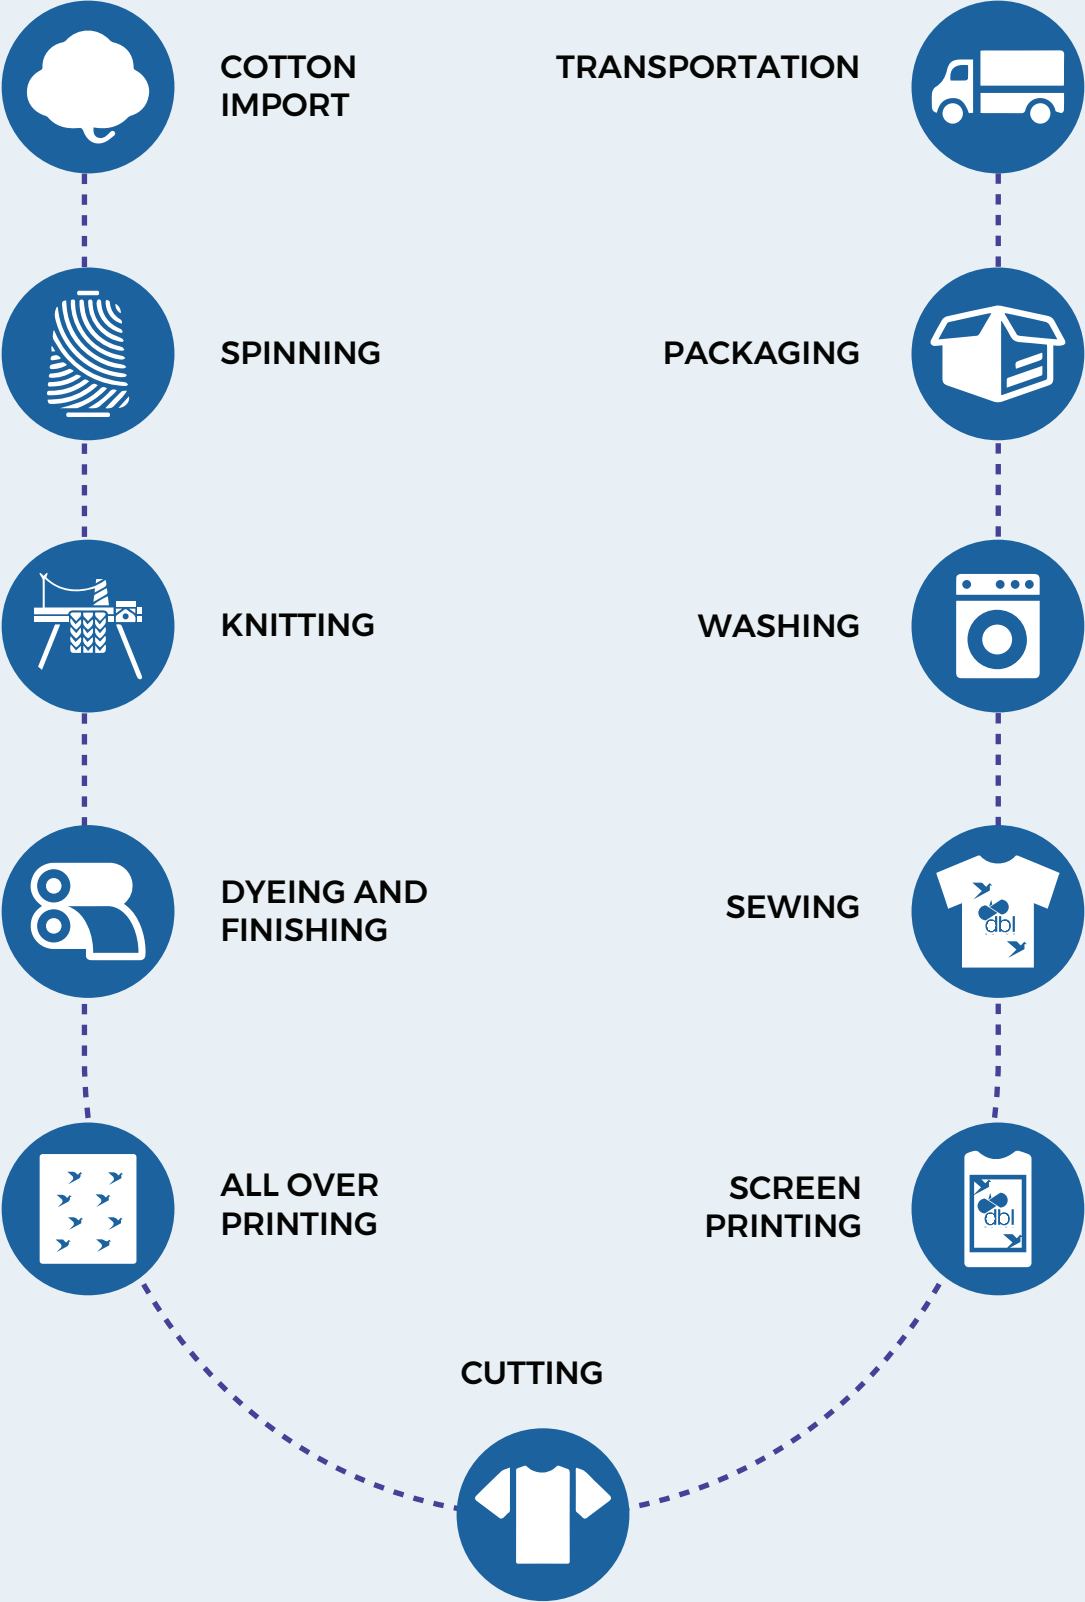 COTTON
IMPORT
SPINNING
KNITTING
DYEING AND
FINISHING
ALL OVER
PRINTING
CUTTING
SCREEN
PRINTING
dbl
SEWING
dbl
WASHING
PACKAGING
TRANSPORTATION